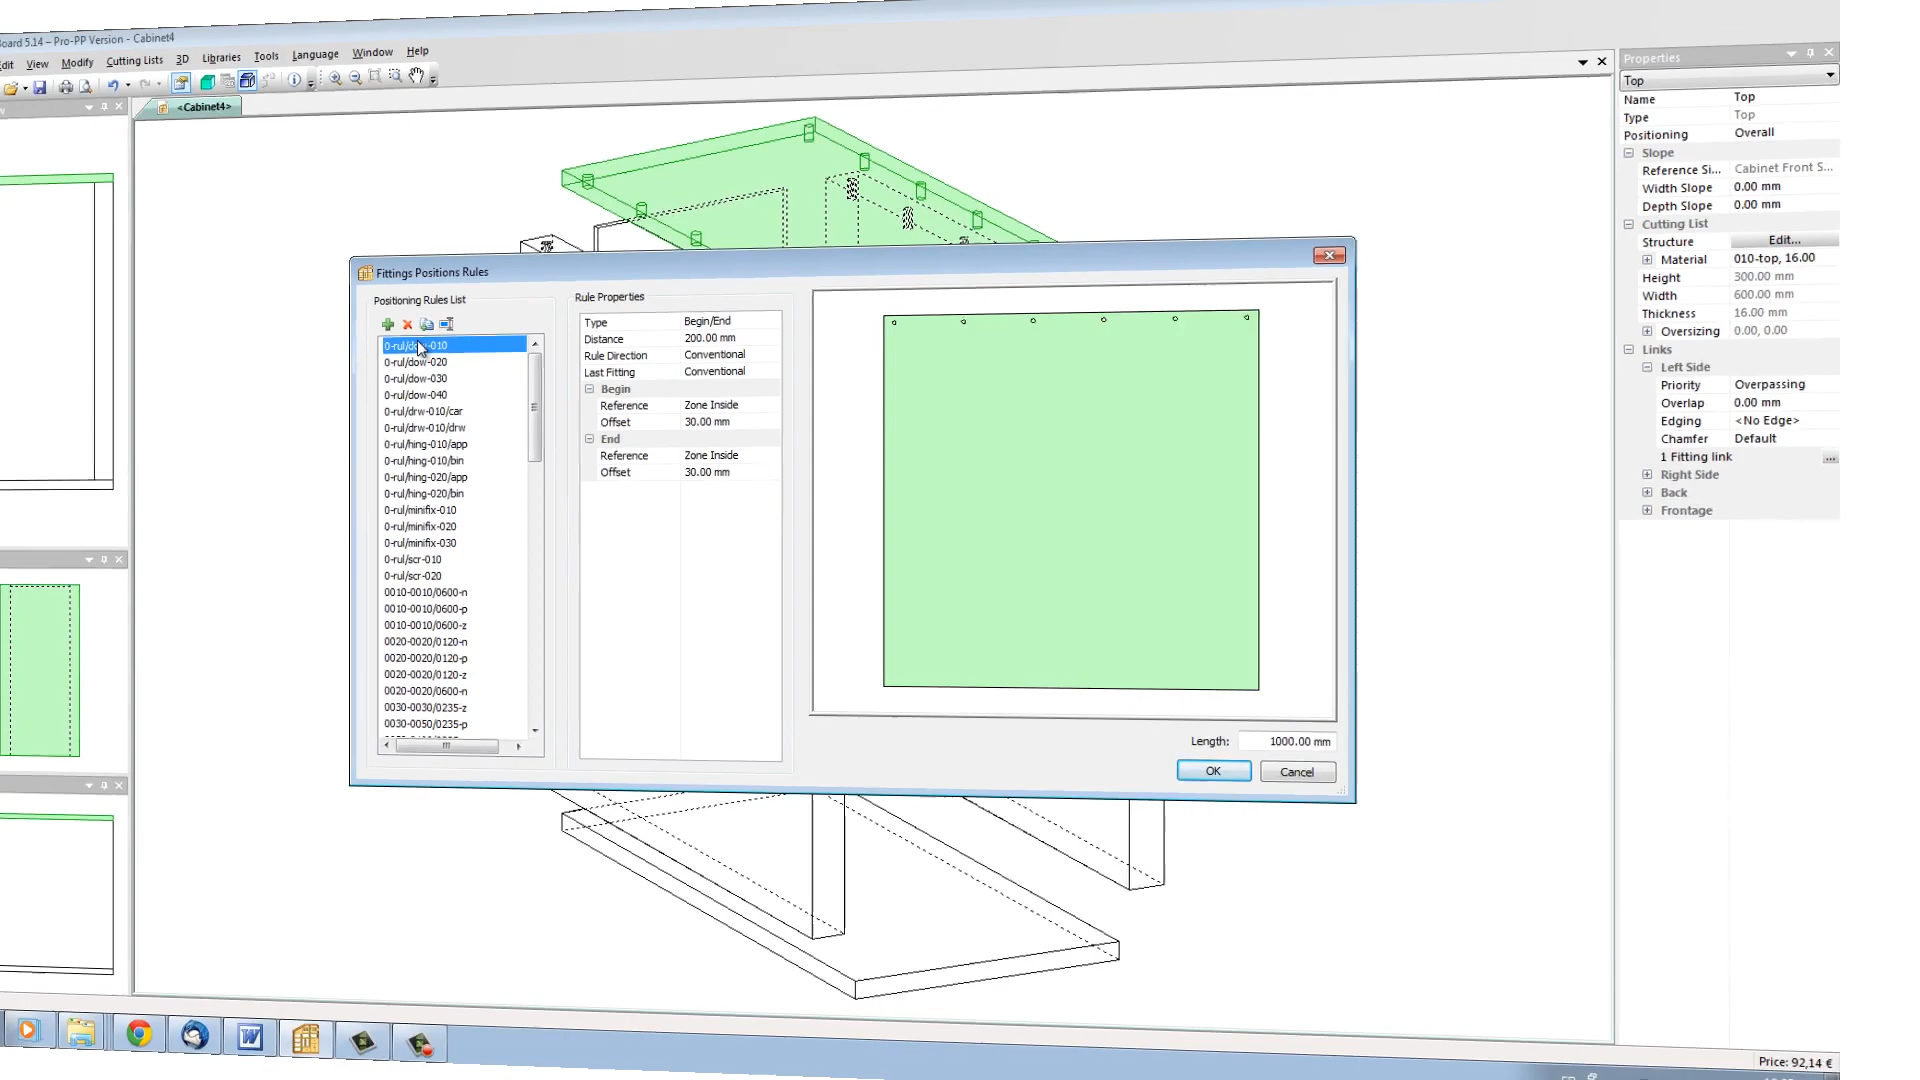 oard 5.14 – Pro-PP Version - Cabinet4
dit View Modify Cutting Lists 3D Libraries Tools Language Window Help
<Cabinet4>
Fittings Positions Rules
Positioning Rules List
0-rul/dow-010
0-rul/dow-020
0-rul/dow-030
0-rul/dow-040
0-rul/drw-010/car
0-rul/drw-010/drw
0-rul/hing-010/app
0-rul/hing-010/bin
0-rul/hing-020/app
0-rul/hing-020/bin
0-rul/minifix-010
0-rul/minifix-020
0-rul/minifix-030
0-rul/scr-010
0-rul/scr-020
0010-0010/0600-n
0010-0010/0600-p
0010-0010/0600-z
0020-0020/0120-n
0020-0020/0120-p
0020-0020/0120-z
0020-0020/0600-n
0030-0030/0235-z
0030-0050/0235-p
Rule Properties
Type Begin/End
Distance 200.00 mm
Rule Direction Conventional
Last Fitting Conventional
Begin
Reference Zone Inside
Offset 30.00 mm
End
Reference Zone Inside
Offset 30.00 mm
Length: 1000.00 mm
OK Cancel
Properties
Top
Name Top
Type Top
Positioning Overall
Slope
Reference Si... Cabinet Front S...
Width Slope 0.00 mm
Depth Slope 0.00 mm
Cutting List
Structure Edit...
Material 010-top, 16.00
Height 300.00 mm
Width 600.00 mm
Thickness 16.00 mm
Oversizing 0.00, 0.00
Links
Left Side
Priority Overpassing
Overlap 0.00 mm
Edging <No Edge>
Chamfer Default
1 Fitting link ...
Right Side
Back
Frontage
Price: 92,14 €